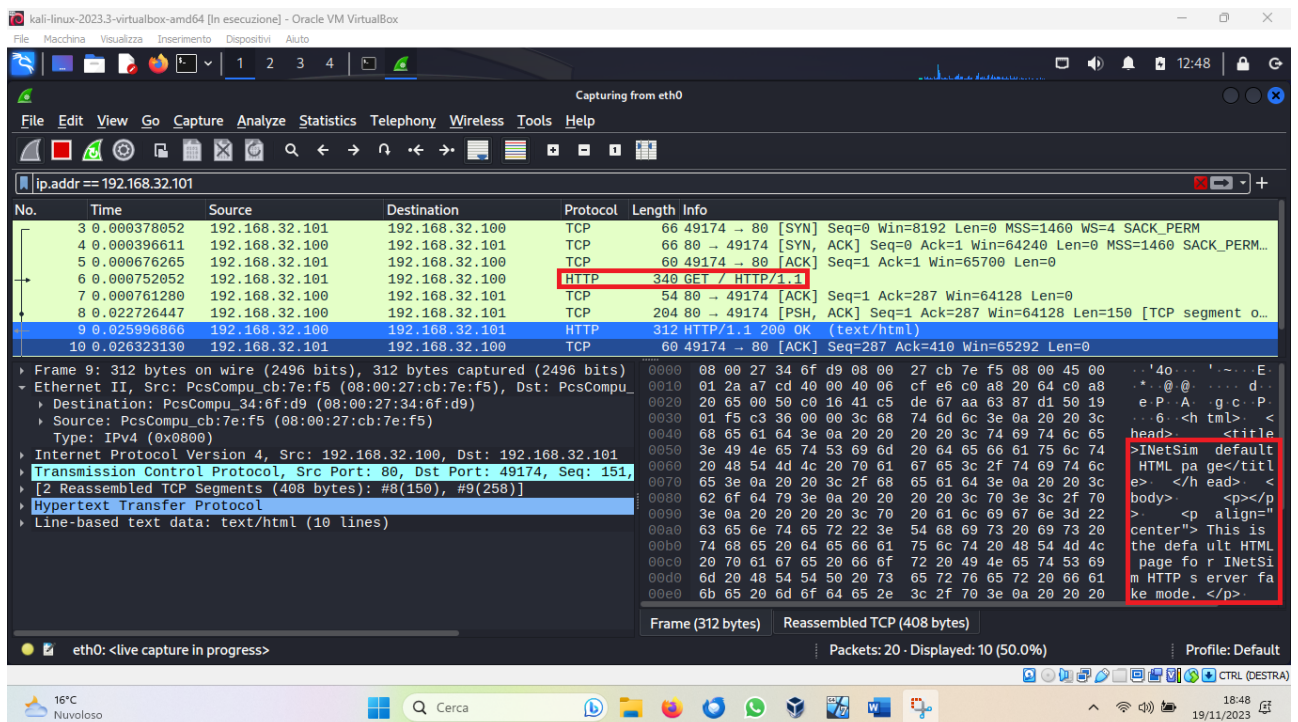 kali-linux-2023.3-virtualbox-amd64 [In esecuzione] - Oracle VM VirtualBox
File Macchina Visualizza Inserimento Dispositivi Aiuto
1 2 3 4 12:48
Capturing from eth0
File Edit View Go Capture Analyze Statistics Telephony Wireless Tools Help
ip.addr == 192.168.32.101
No. Time Source Destination Protocol Length Info
3 0.000378052 192.168.32.101 192.168.32.100 TCP 66 49174 → 80 [SYN] Seq=0 Win=8192 Len=0 MSS=1460 WS=4 SACK_PERM
4 0.000396611 192.168.32.100 192.168.32.101 TCP 66 80 → 49174 [SYN, ACK] Seq=0 Ack=1 Win=64240 Len=0 MSS=1460 SACK_PERM…
5 0.000676265 192.168.32.101 192.168.32.100 TCP 60 49174 → 80 [ACK] Seq=1 Ack=1 Win=65700 Len=0
6 0.000752052 192.168.32.101 192.168.32.100 HTTP 340 GET / HTTP/1.1
7 0.000761280 192.168.32.100 192.168.32.101 TCP 54 80 → 49174 [ACK] Seq=1 Ack=287 Win=64128 Len=0
8 0.022726447 192.168.32.100 192.168.32.101 TCP 204 80 → 49174 [PSH, ACK] Seq=1 Ack=287 Win=64128 Len=150 [TCP segment o…
9 0.025996866 192.168.32.100 192.168.32.101 HTTP 312 HTTP/1.1 200 OK (text/html)
10 0.026323130 192.168.32.101 192.168.32.100 TCP 60 49174 → 80 [ACK] Seq=287 Ack=410 Win=65292 Len=0
Frame 9: 312 bytes on wire (2496 bits), 312 bytes captured (2496 bits)
Ethernet II, Src: PcsCompu_cb:7e:f5 (08:00:27:cb:7e:f5), Dst: PcsCompu_
Destination: PcsCompu_34:6f:d9 (08:00:27:34:6f:d9)
Source: PcsCompu_cb:7e:f5 (08:00:27:cb:7e:f5)
Type: IPv4 (0x0800)
Internet Protocol Version 4, Src: 192.168.32.100, Dst: 192.168.32.101
Transmission Control Protocol, Src Port: 80, Dst Port: 49174, Seq: 151,
[2 Reassembled TCP Segments (408 bytes): #8(150), #9(258)]
Hypertext Transfer Protocol
Line-based text data: text/html (10 lines)
0000 08 00 27 34 6f d9 08 00 27 cb 7e f5 08 00 45 00 ··'4o··· '·~···E·
0010 01 2a a7 cd 40 00 40 06 cf e6 c0 a8 20 64 c0 a8 ·*··@·@· ···· d··
0020 20 65 00 50 c0 16 41 c5 de 67 aa 63 87 d1 50 19 e·P··A· ·g·c··P·
0030 01 f5 c3 36 00 00 3c 68 74 6d 6c 3e 0a 20 20 3c ···6··<h tml>· <
0040 68 65 61 64 3e 0a 20 20 20 20 3c 74 69 74 6c 65 head>· <title
0050 3e 49 4e 65 74 53 69 6d 20 64 65 66 61 75 6c 74 >INetSim default
0060 20 48 54 4d 4c 20 70 61 67 65 3c 2f 74 69 74 6c HTML pa ge</titl
0070 65 3e 0a 20 20 3c 2f 68 65 61 64 3e 0a 20 20 3c e>· </h ead>· <
0080 62 6f 64 79 3e 0a 20 20 20 20 3c 70 3e 3c 2f 70 body>· <p></p
0090 3e 0a 20 20 20 20 3c 70 20 61 6c 69 67 6e 3d 22 >· <p align="
00a0 63 65 6e 74 65 72 22 3e 54 68 69 73 20 69 73 20 center"> This is
00b0 74 68 65 20 64 65 66 61 75 6c 74 20 48 54 4d 4c the defa ult HTML
00c0 20 70 61 67 65 20 66 6f 72 20 49 4e 65 74 53 69 page fo r INetSi
00d0 6d 20 48 54 54 50 20 73 65 72 76 65 72 20 66 61 m HTTP s erver fa
00e0 6b 65 20 6d 6f 64 65 2e 3c 2f 70 3e 0a 20 20 20 ke mode. </p>·
Frame (312 bytes) Reassembled TCP (408 bytes)
eth0: <live capture in progress> Packets: 20 · Displayed: 10 (50.0%) Profile: Default
CTRL (DESTRA)
16°C
Nuvoloso
Cerca
18:48
19/11/2023